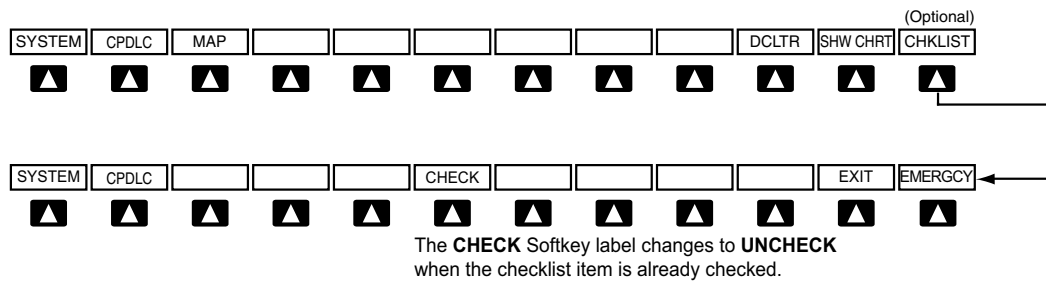 (Optional)
SYSTEM CPDLC MAP DCLTR SHW CHRT CHKLIST
SYSTEM CPDLC CHECK EXIT EMERGCY
The CHECK Softkey label changes to UNCHECK
when the checklist item is already checked.